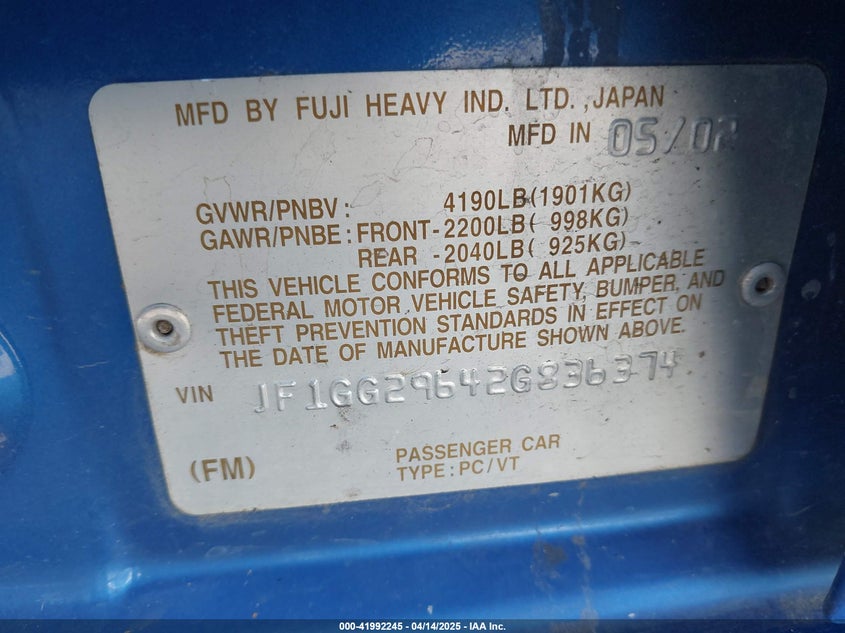 MFD BY FUJI HEAVY IND. LTD., JAPAN
MFD IN 05/02
GVWR/PNBV: 4190LB(1901KG)
GAWR/PNBE: FRONT-2200LB( 998KG)
REAR -2040LB( 925KG)
THIS VEHICLE CONFORMS TO ALL APPLICABLE
FEDERAL MOTOR VEHICLE SAFETY, BUMPER, AND
THEFT PREVENTION STANDARDS IN EFFECT ON
THE DATE OF MANUFACTURE SHOWN ABOVE.
VIN JF1GG29642G836374
(FM) PASSENGER CAR
TYPE:PC/VT
000-41992245 - 04/14/2025 - IAA Inc.